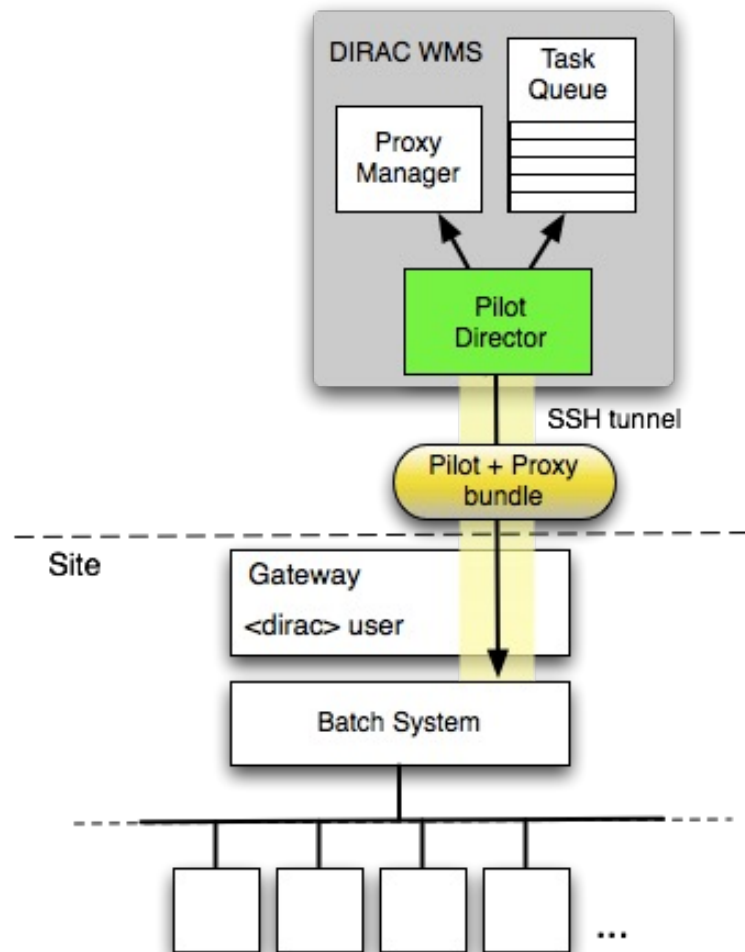 DIRAC WMS
Task
Queue
Proxy
Manager
Pilot
Director
SSH tunnel
Pilot + Proxy
bundle
Site
Gateway
<dirac> user
Batch System
...